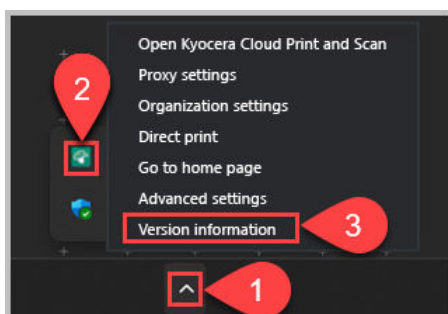 Open Kyocera Cloud Print and Scan
Proxy settings
2
Organization settings
Direct print
Go to home page
Advanced settings
Version information
3
1